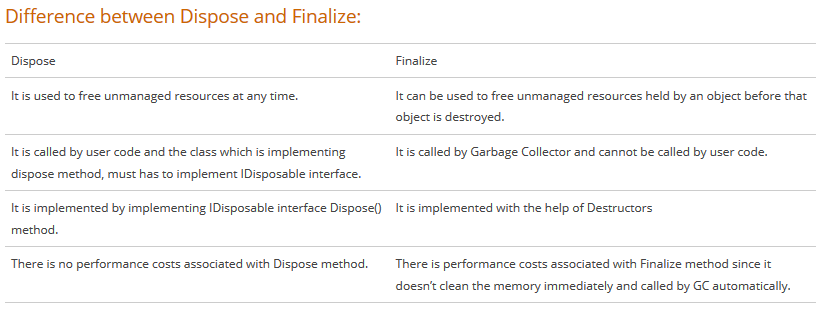 Difference between Dispose and Finalize:
Dispose
Finalize
It is used to free unmanaged resources at any time.
It can be used to free unmanaged resources held by an object before that
object is destroyed.
It is called by user code and the class which is implementing
dispose method, must has to implement IDisposable interface.
It is called by Garbage Collector and cannot be called by user code.
It is implemented by implementing IDisposable interface Dispose()
method.
It is implemented with the help of Destructors
There is no performance costs associated with Dispose method.
There is performance costs associated with Finalize method since it
doesn't clean the memory immediately and called by GC automatically.